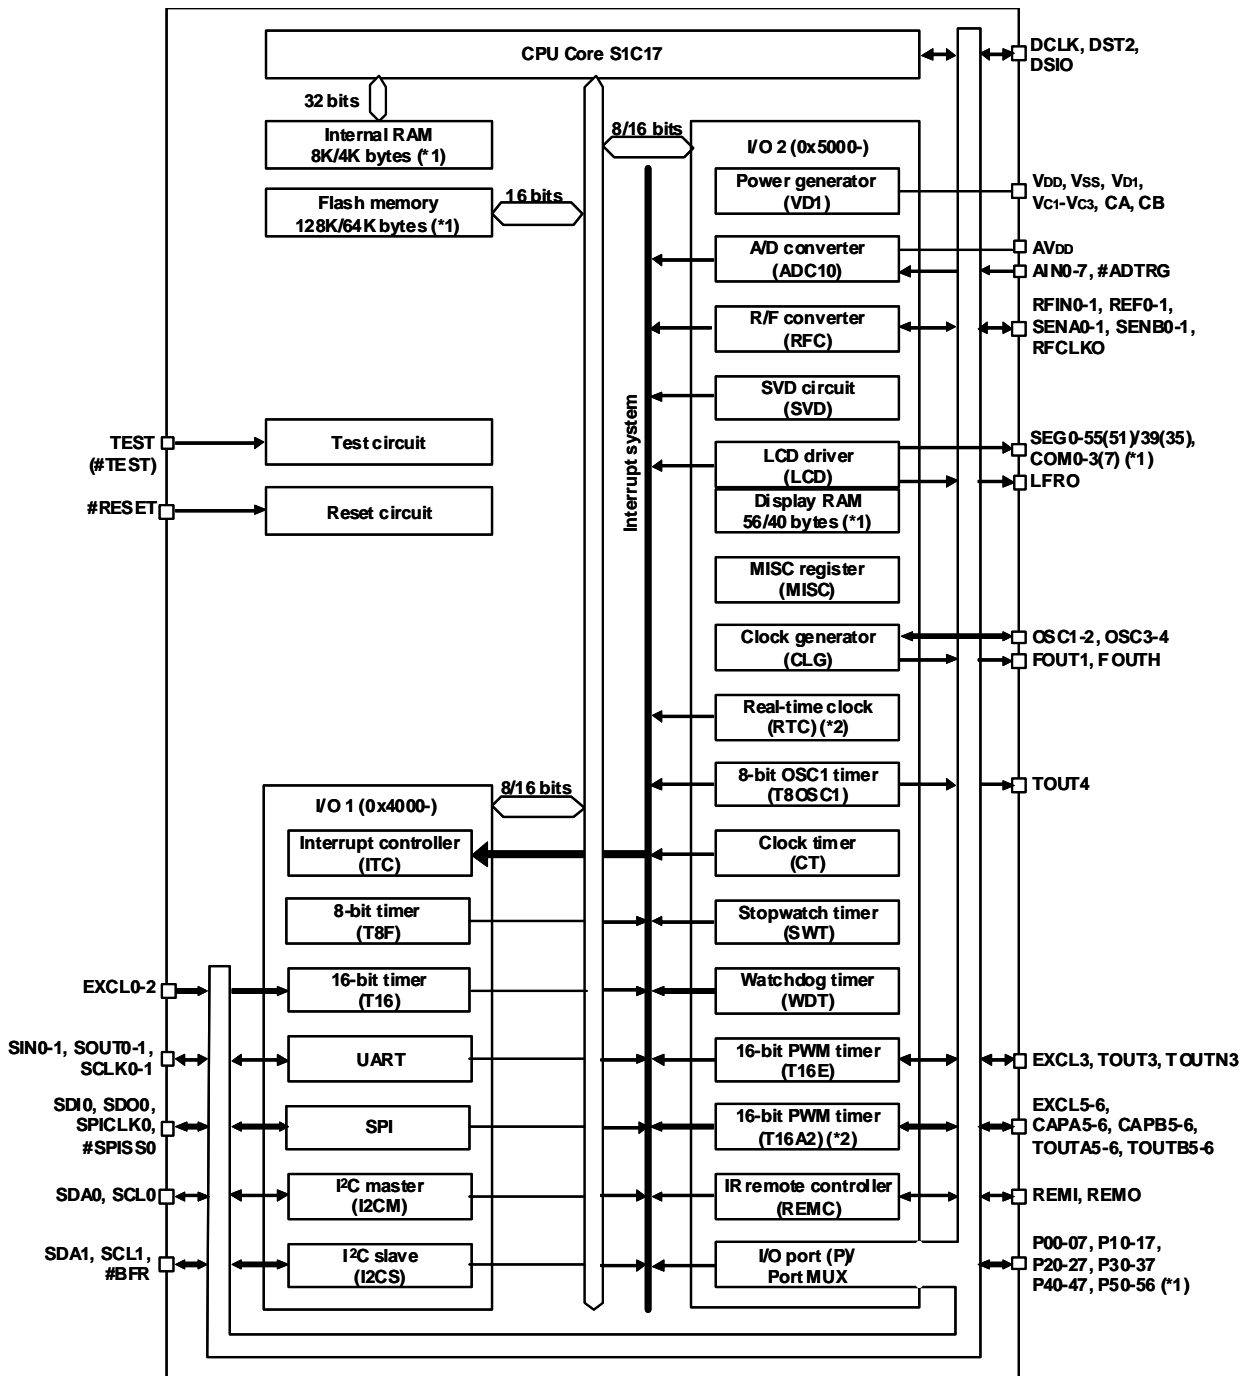 CPU Core S1C17
DCLK, DST2,
DSIO
32 bits
Internal RAM
8K/4K bytes (*1)
8/16 bits
I/O 2 (0x5000-)
Flash memory
128K/64K bytes (*1)
16 bits
Power generator
(VD1)
VDD, VSS, VD1,
VC1-VC3, CA, CB
A/D converter
(ADC10)
AVDD
AIN0-7, #ADTRG
R/F converter
(RFC)
RFIN0-1, REF0-1,
SENA0-1, SENB0-1,
RFCLKO
SVD circuit
(SVD)
Interrupt system
TEST
(#TEST)
Test circuit
LCD driver
(LCD)
SEG0-55(51)/39(35),
COM0-3(7) (*1)
LFRO
#RESET
Reset circuit
Display RAM
56/40 bytes (*1)
MISC register
(MISC)
Clock generator
(CLG)
OSC1-2, OSC3-4
FOUT1, FOUTH
Real-time clock
(RTC) (*2)
8-bit OSC1 timer
(T8OSC1)
TOUT4
I/O 1 (0x4000-)
8/16 bits
Interrupt controller
(ITC)
Clock timer
(CT)
8-bit timer
(T8F)
Stopwatch timer
(SWT)
EXCL0-2
16-bit timer
(T16)
Watchdog timer
(WDT)
SIN0-1, SOUT0-1,
SCLK0-1
UART
16-bit PWM timer
(T16E)
EXCL3, TOUT3, TOUTN3
SDI0, SDO0,
SPICLK0,
#SPISS0
SPI
16-bit PWM timer
(T16A2) (*2)
EXCL5-6,
CAPA5-6, CAPB5-6,
TOUTA5-6, TOUTB5-6
SDA0, SCL0
I²C master
(I2CM)
IR remote controller
(REMC)
REMI, REMO
SDA1, SCL1,
#BFR
I²C slave
(I2CS)
I/O port (P)/
Port MUX
P00-07, P10-17,
P20-27, P30-37
P40-47, P50-56 (*1)